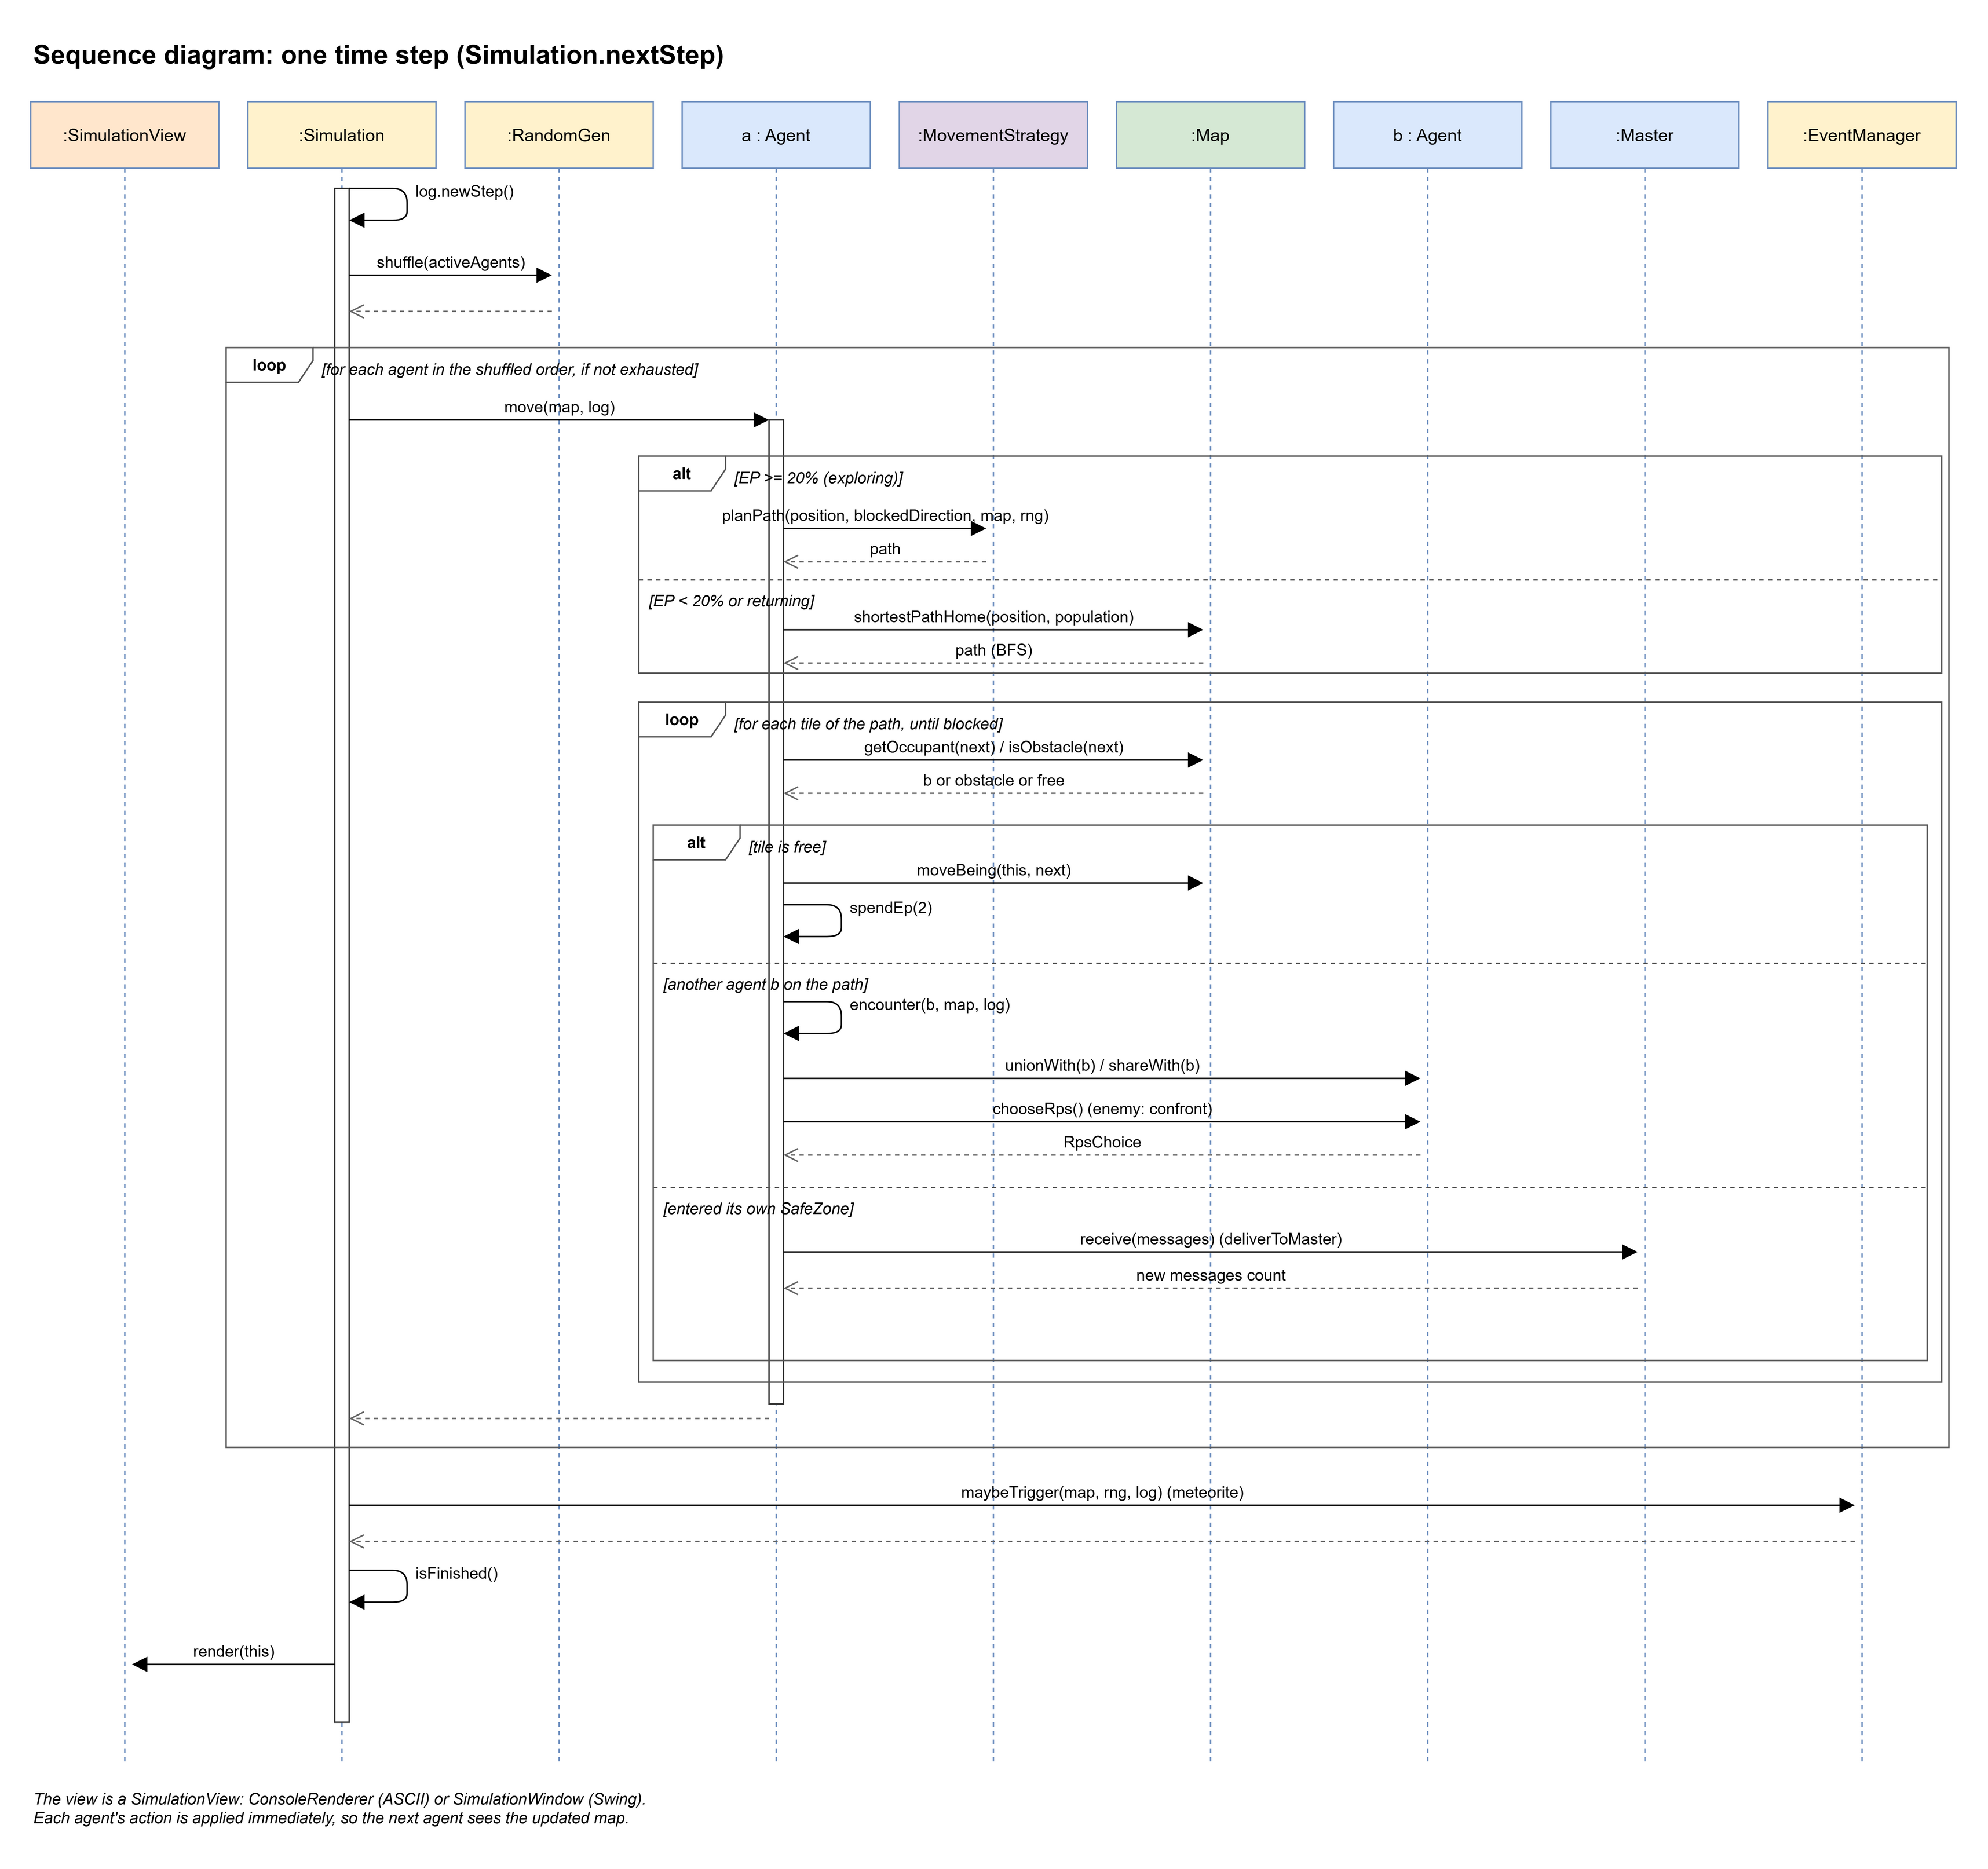 Sequence diagram: one time step (Simulation.nextStep)
:SimulationView
:Simulation
:RandomGen
a : Agent
:MovementStrategy
:Map
b : Agent
:Master
:EventManager
log.newStep()
shuffle(activeAgents)
loop
[for each agent in the shuffled order, if not exhausted]
move(map, log)
alt
[EP >= 20% (exploring)]
planPath(position, blockedDirection, map, rng)
path
[EP < 20% or returning]
shortestPathHome(position, population)
path (BFS)
loop
[for each tile of the path, until blocked]
getOccupant(next) / isObstacle(next)
b or obstacle or free
alt
[tile is free]
moveBeing(this, next)
spendEp(2)
[another agent b on the path]
encounter(b, map, log)
unionWith(b) / shareWith(b)
chooseRps() (enemy: confront)
RpsChoice
[entered its own SafeZone]
receive(messages) (deliverToMaster)
new messages count
maybeTrigger(map, rng, log) (meteorite)
isFinished()
render(this)
The view is a SimulationView: ConsoleRenderer (ASCII) or SimulationWindow (Swing).
Each agent's action is applied immediately, so the next agent sees the updated map.